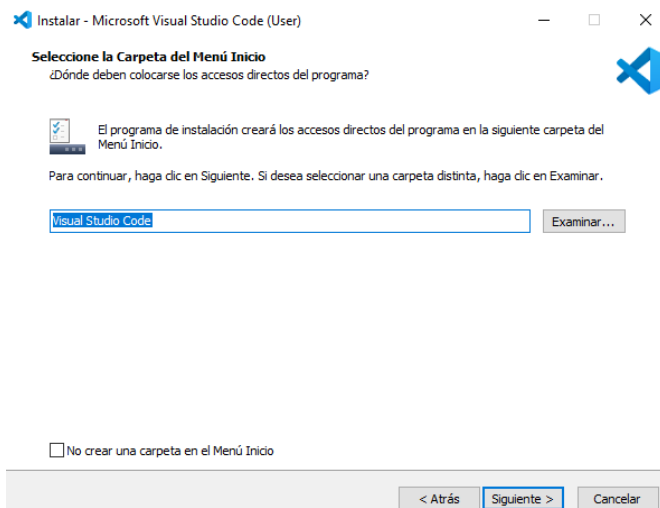 Instalar - Microsoft Visual Studio Code (User)
Seleccione la Carpeta del Menú Inicio
¿Dónde deben colocarse los accesos directos del programa?
El programa de instalación creará los accesos directos del programa en la siguiente carpeta del
Menú Inicio.
Para continuar, haga clic en Siguiente. Si desea seleccionar una carpeta distinta, haga clic en Examinar.
Visual Studio Code
Examinar...
No crear una carpeta en el Menú Inicio
< Atrás
Siguiente >
Cancelar